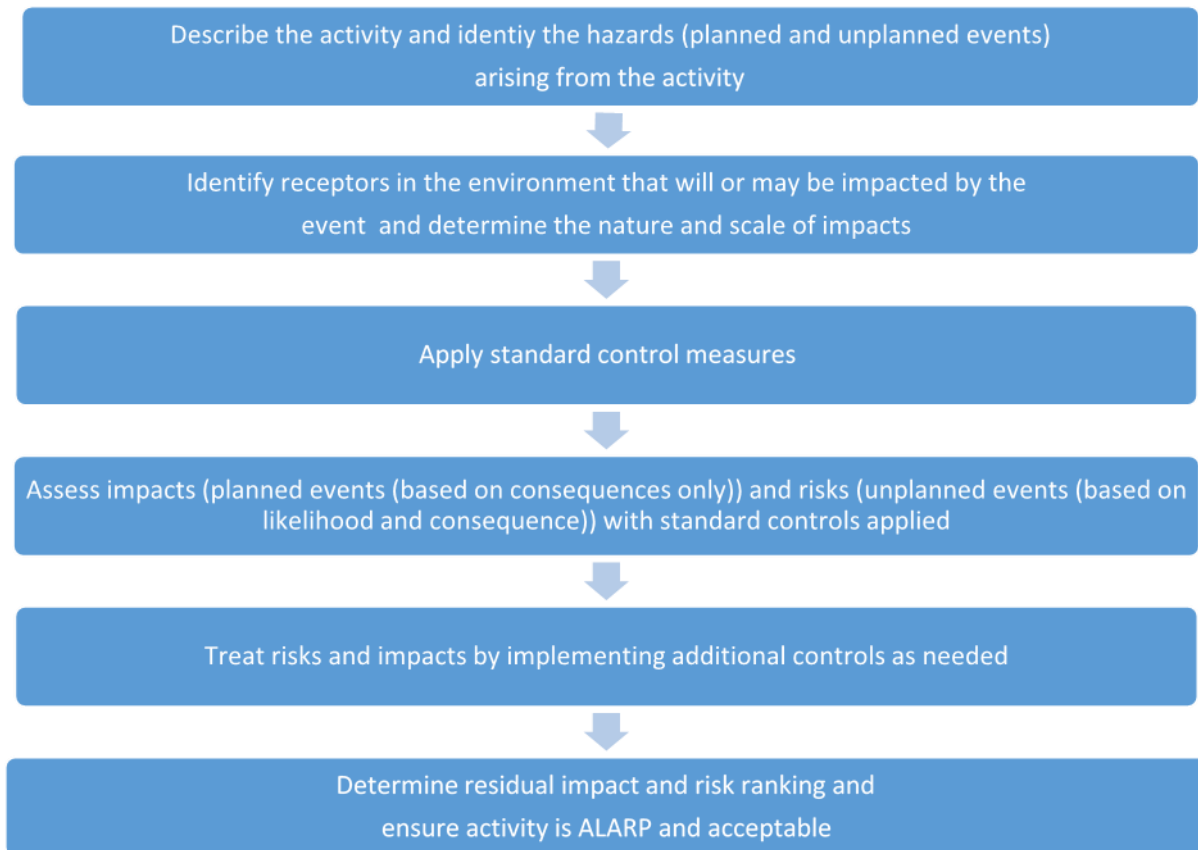 Describe the activity and identiy the hazards (planned and unplanned events)
arising from the activity
Identify receptors in the environment that will or may be impacted by the
event and determine the nature and scale of impacts
Apply standard control measures
Assess impacts (planned events (based on consequences only)) and risks (unplanned events (based on
likelihood and consequence)) with standard controls applied
Treat risks and impacts by implementing additional controls as needed
Determine residual impact and risk ranking and
ensure activity is ALARP and acceptable